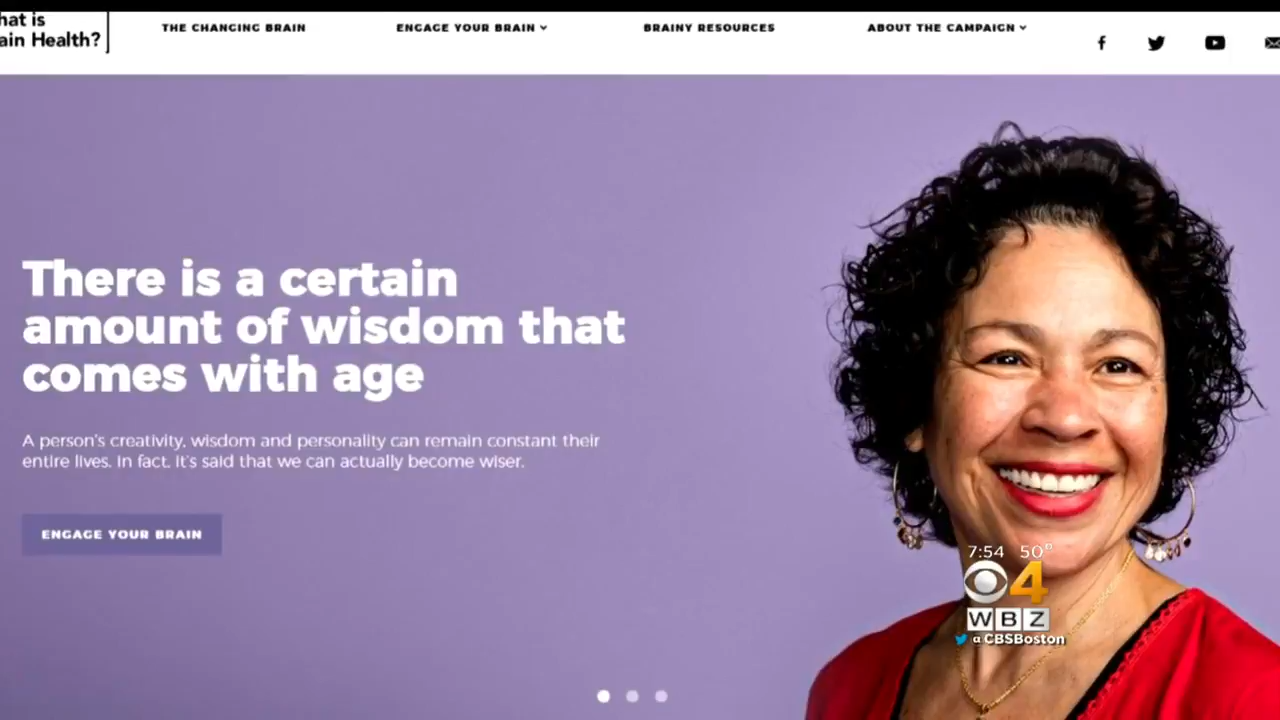 hat is
ain Health?
THE CHANGING BRAIN
ENGAGE YOUR BRAIN
BRAINY RESOURCES
ABOUT THE CAMPAIGN
There is a certain
amount of wisdom that
comes with age
A person's creativity, wisdom and personality can remain constant their
entire lives. In fact, it's said that we can actually become wiser.
ENGAGE YOUR BRAIN
7:54 50°
4
WBZ
@CBSBoston